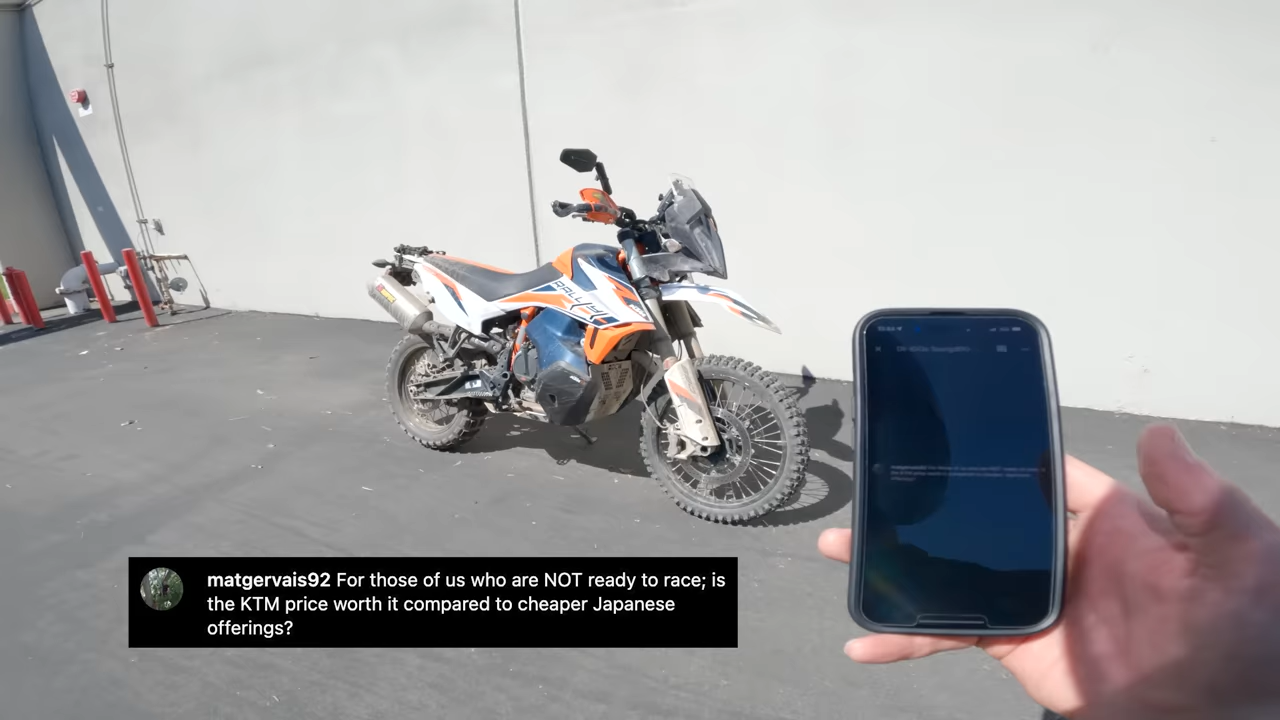 RALLY
matgervais92 For those of us who are NOT ready to race; is
the KTM price worth it compared to cheaper Japanese
offerings?